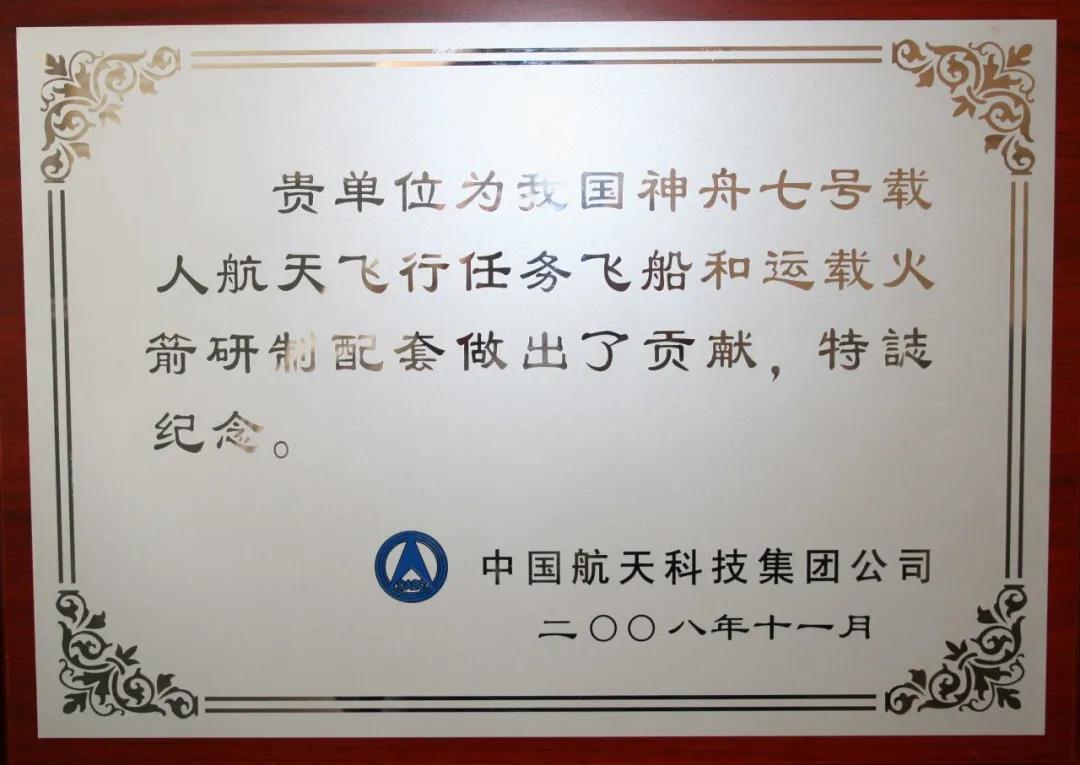 贵单位为我国神舟七号载
人航天飞行任务飞船和运载火
箭研制配套做出了贡献，特誌
纪念。
中国航天科技集团公司
二〇〇八年十一月